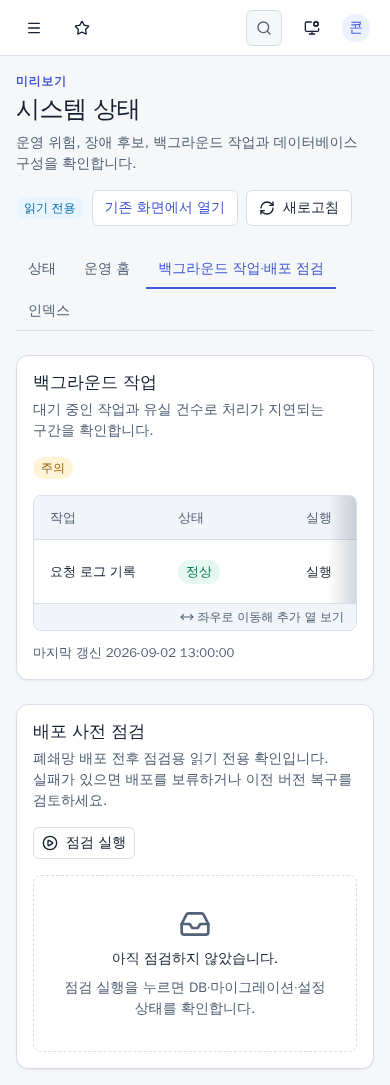 콘
미리보기
시스템 상태
운영 위험, 장애 후보, 백그라운드 작업과 데이터베이스
구성을 확인합니다.
읽기 전용
기존 화면에서 열기
새로고침
상태
운영 홈
백그라운드 작업·배포 점검
인덱스
백그라운드 작업
대기 중인 작업과 유실 건수로 처리가 지연되는
구간을 확인합니다.
주의
작업 상태 실행
요청 로그 기록 정상 실행
좌우로 이동해 추가 열 보기
마지막 갱신 2026-09-02 13:00:00
배포 사전 점검
폐쇄망 배포 전후 점검용 읽기 전용 확인입니다.
실패가 있으면 배포를 보류하거나 이전 버전 복구를
검토하세요.
점검 실행
아직 점검하지 않았습니다.
점검 실행을 누르면 DB·마이그레이션·설정
상태를 확인합니다.